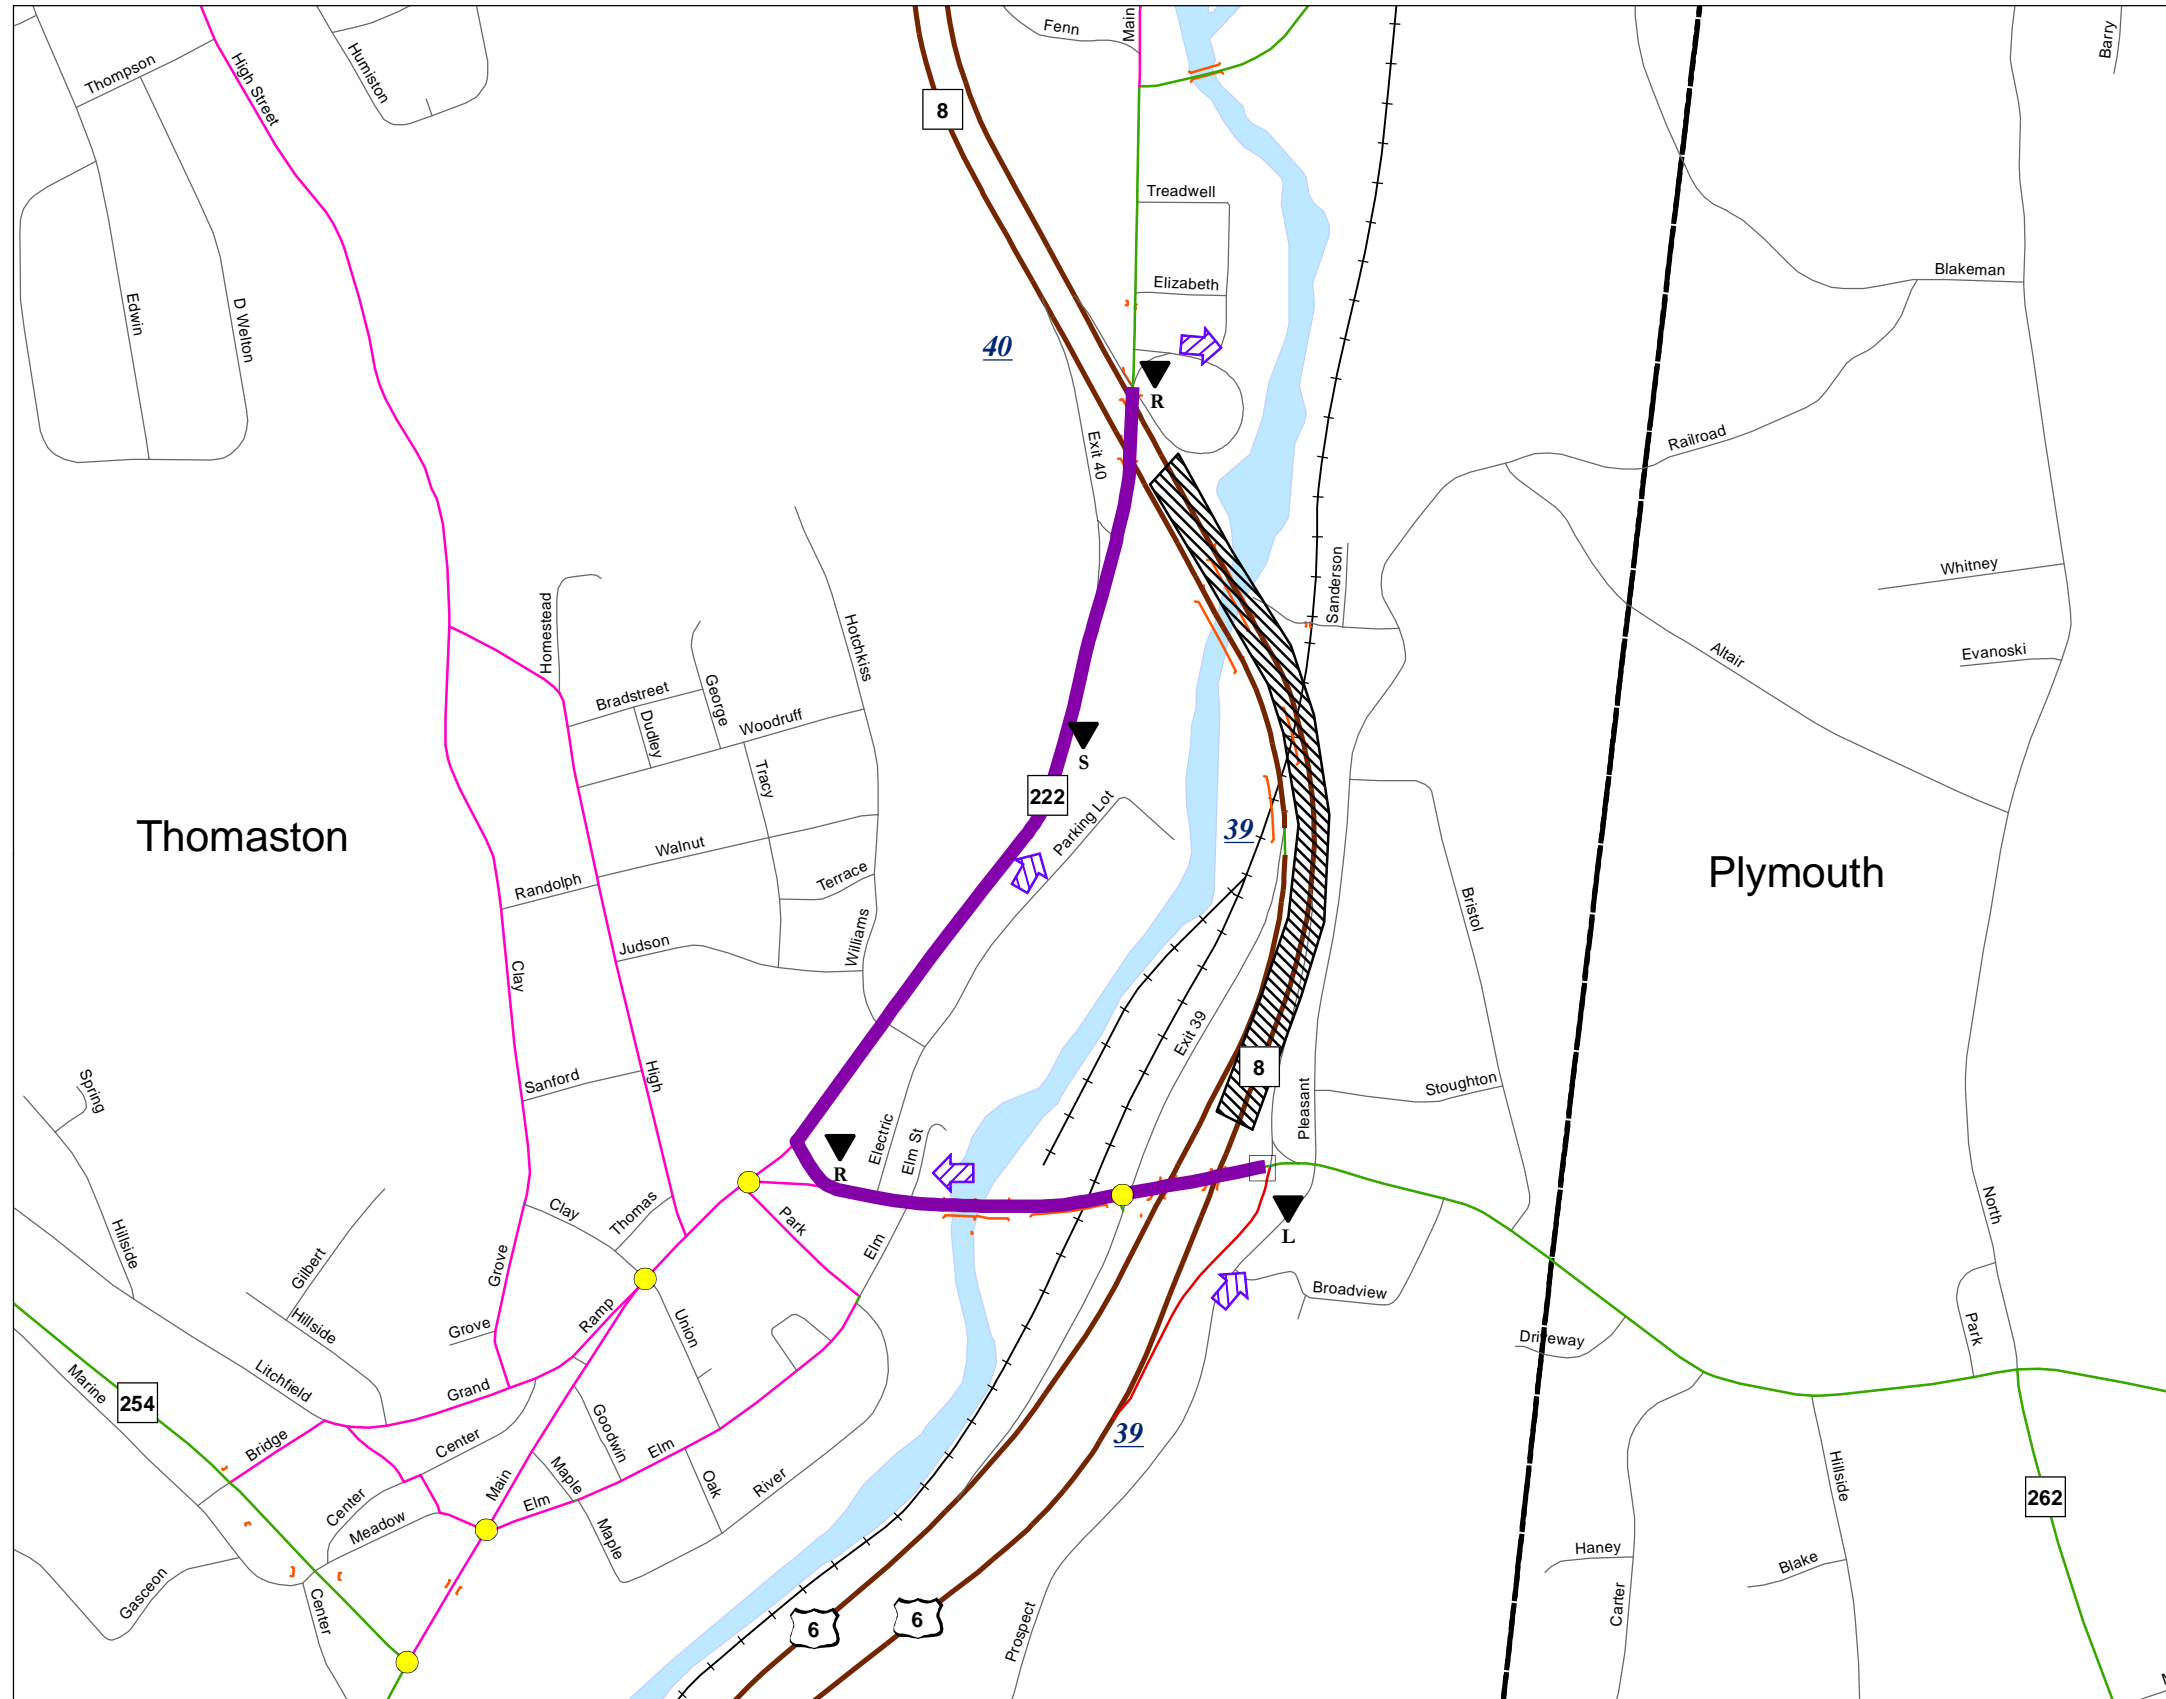 Fenn
Main
Barry
Thompson
High Street
Humiston
8
Treadwell
Blakeman
Elizabeth
Edwin
D Welton
40
R
Exit 40
Railroad
Sanderson
Whitney
Homestead
Hotchkiss
Altair
Evanoski
Bradstreet
George
Dudley
Woodruff
S
Tracy
222
Parking Lot
39
Thomaston
Walnut
Plymouth
Randolph
Terrace
Bristol
Williams
Judson
Clay
Exit 39
Sanford
High
8
Stoughton
Spring
Pleasant
Electric
Elm St
R
Clay
Thomas
Park
North
L
Hillside
Elm
Grove
Gilbert
Broadview
Ramp
Hillside
Grove
Union
Driveway
Park
Litchfield
Marine
Grand
254
Goodwin
39
Bridge
Center
Elm
Main
Maple
Oak
River
Hillside
262
Center
Elm
Meadow
Maple
Haney
Blake
Gasceon
Center
6
6
Prospect
Carter